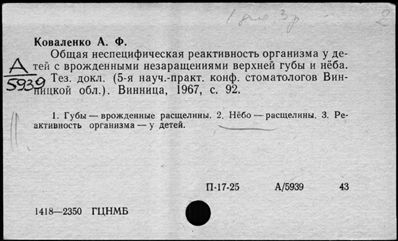 2
Коваленко А. Ф.
Общая неспецифическая реактивность организма у де-
тей с врожденными незаращениями верхней губы и нёба.
А
5939
Тез. докл. (5-я науч.-практ. конф. стоматологов Вин-
ницкой обл.). Винница, 1967, с. 92.
1. Губы — врожденные расщелины. 2. Нёбо — расщелины. 3. Ре-
активность организма — у детей.
П-17-25 А/5939 43
1418—2350 ГЦНМБ